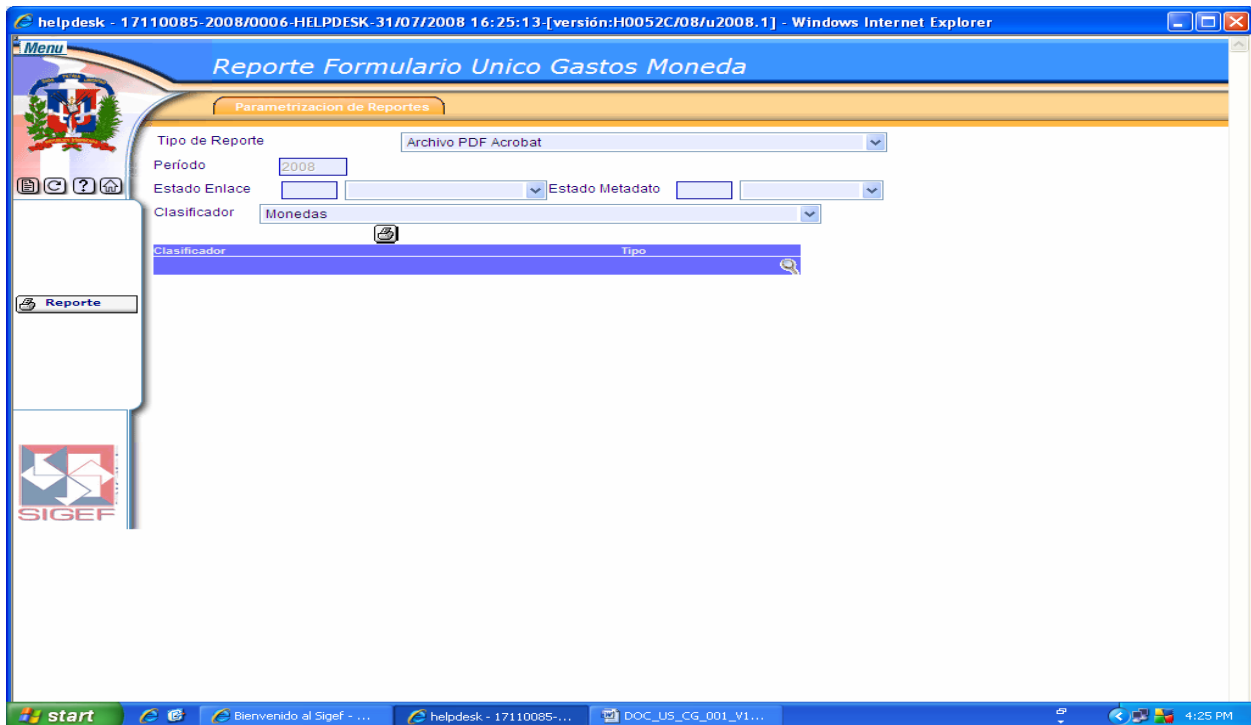 helpdesk - 17110085-2008/0006-HELPDESK-31/07/2008 16:25:13-[versión:H0052C/08/u2008.1] - Windows Internet Explorer
Menu
Reporte Formulario Unico Gastos Moneda
Parametrizacion de Reportes
Tipo de Reporte Archivo PDF Acrobat
Período 2008
Estado Enlace Estado Metadato
Clasificador Monedas
Clasificador Tipo
Reporte
SIGEF
start Bienvenido al Sigef - ... helpdesk - 17110085-... DOC_US_CG_001_V1... 4:25 PM